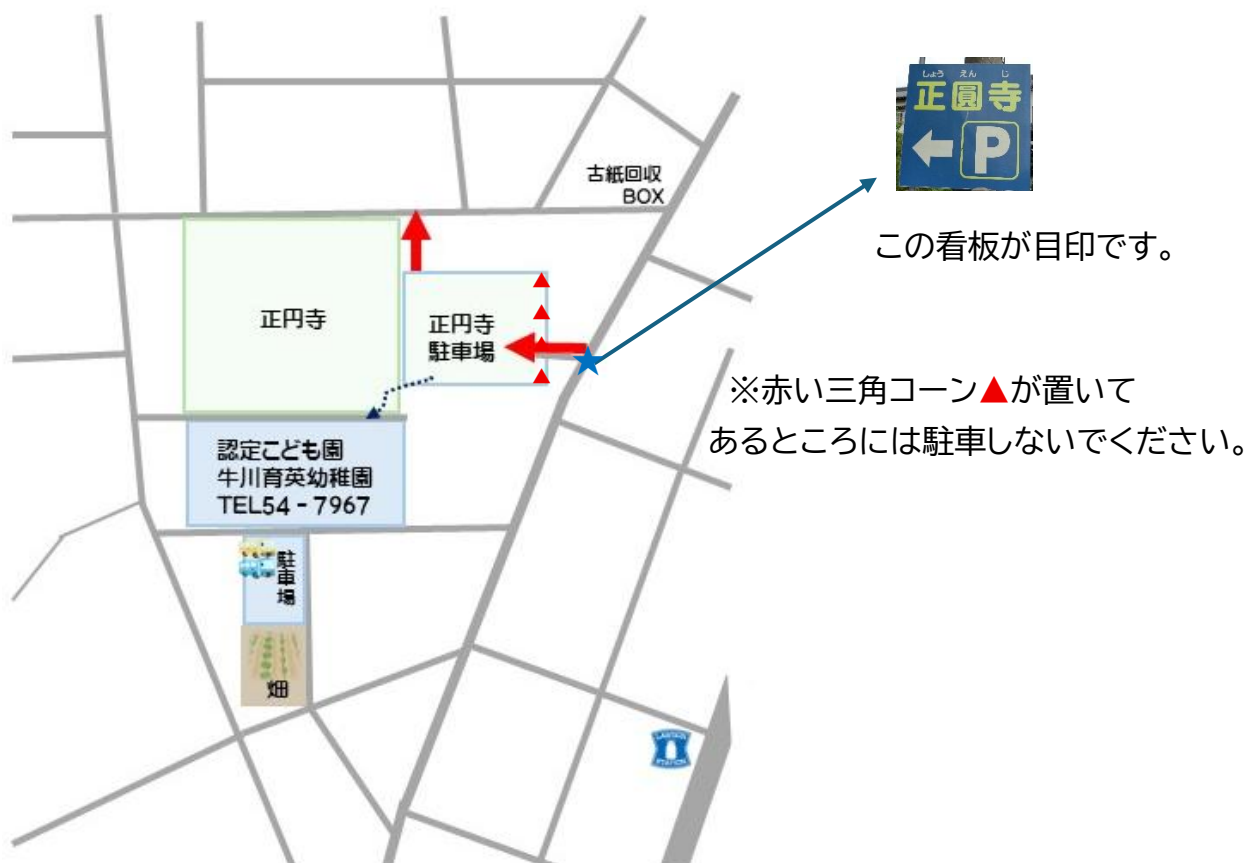 しょう えん じ
正圓寺
P
古紙回収
BOX
この看板が目印です。
正円寺
正円寺
駐車場
※赤い三角コーン▲が置いて
あるところには駐車しないでください。
認定こども園
牛川育英幼稚園
TEL54-7967
駐車場
畑
LAWSON
STATION